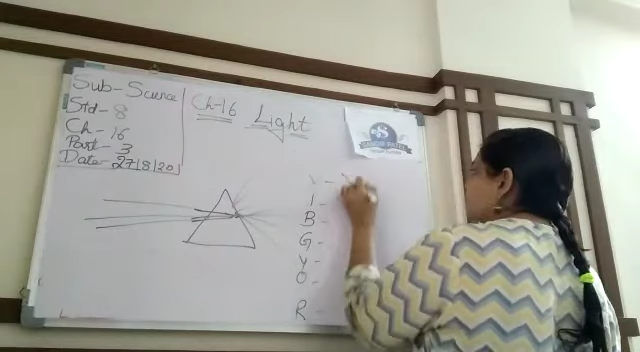 Sub- Science
Std- 8
Ch- 16
Part- 3
Date- 27/8/20
Ch-16 Light
V -
I -
B -
G -
Y -
O -
R -